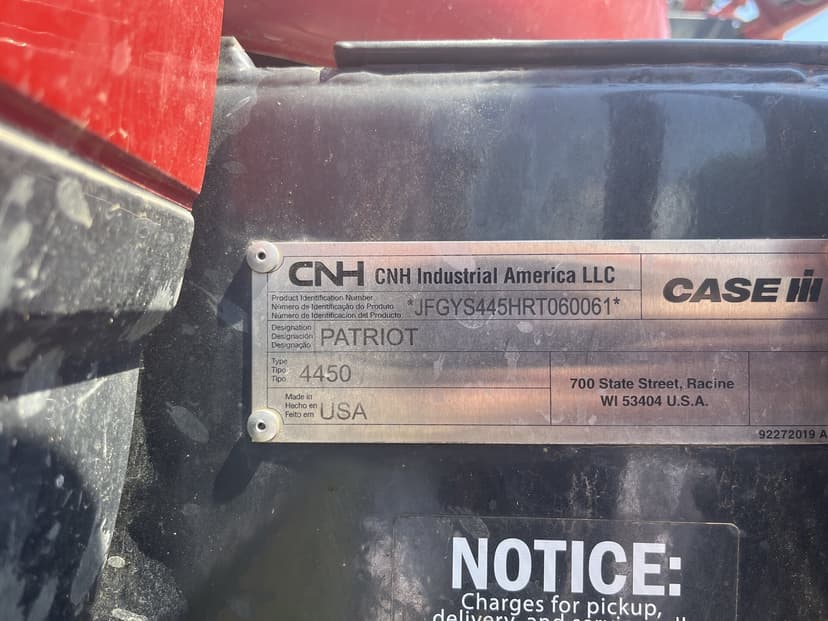 CNH CNH Industrial America LLC
CASE IH
Product Identification Number
Número de Identificação do Produto
Número de Identificación del Producto
*JFGYS445HRT060061*
Designation
Designación
Designação
PATRIOT
Type
Tipo
Tipo
4450
700 State Street, Racine
WI 53404 U.S.A.
Made in
Hecho en
Feito em
USA
92272019 A
NOTICE:
Charges for pickup,
delivery, and